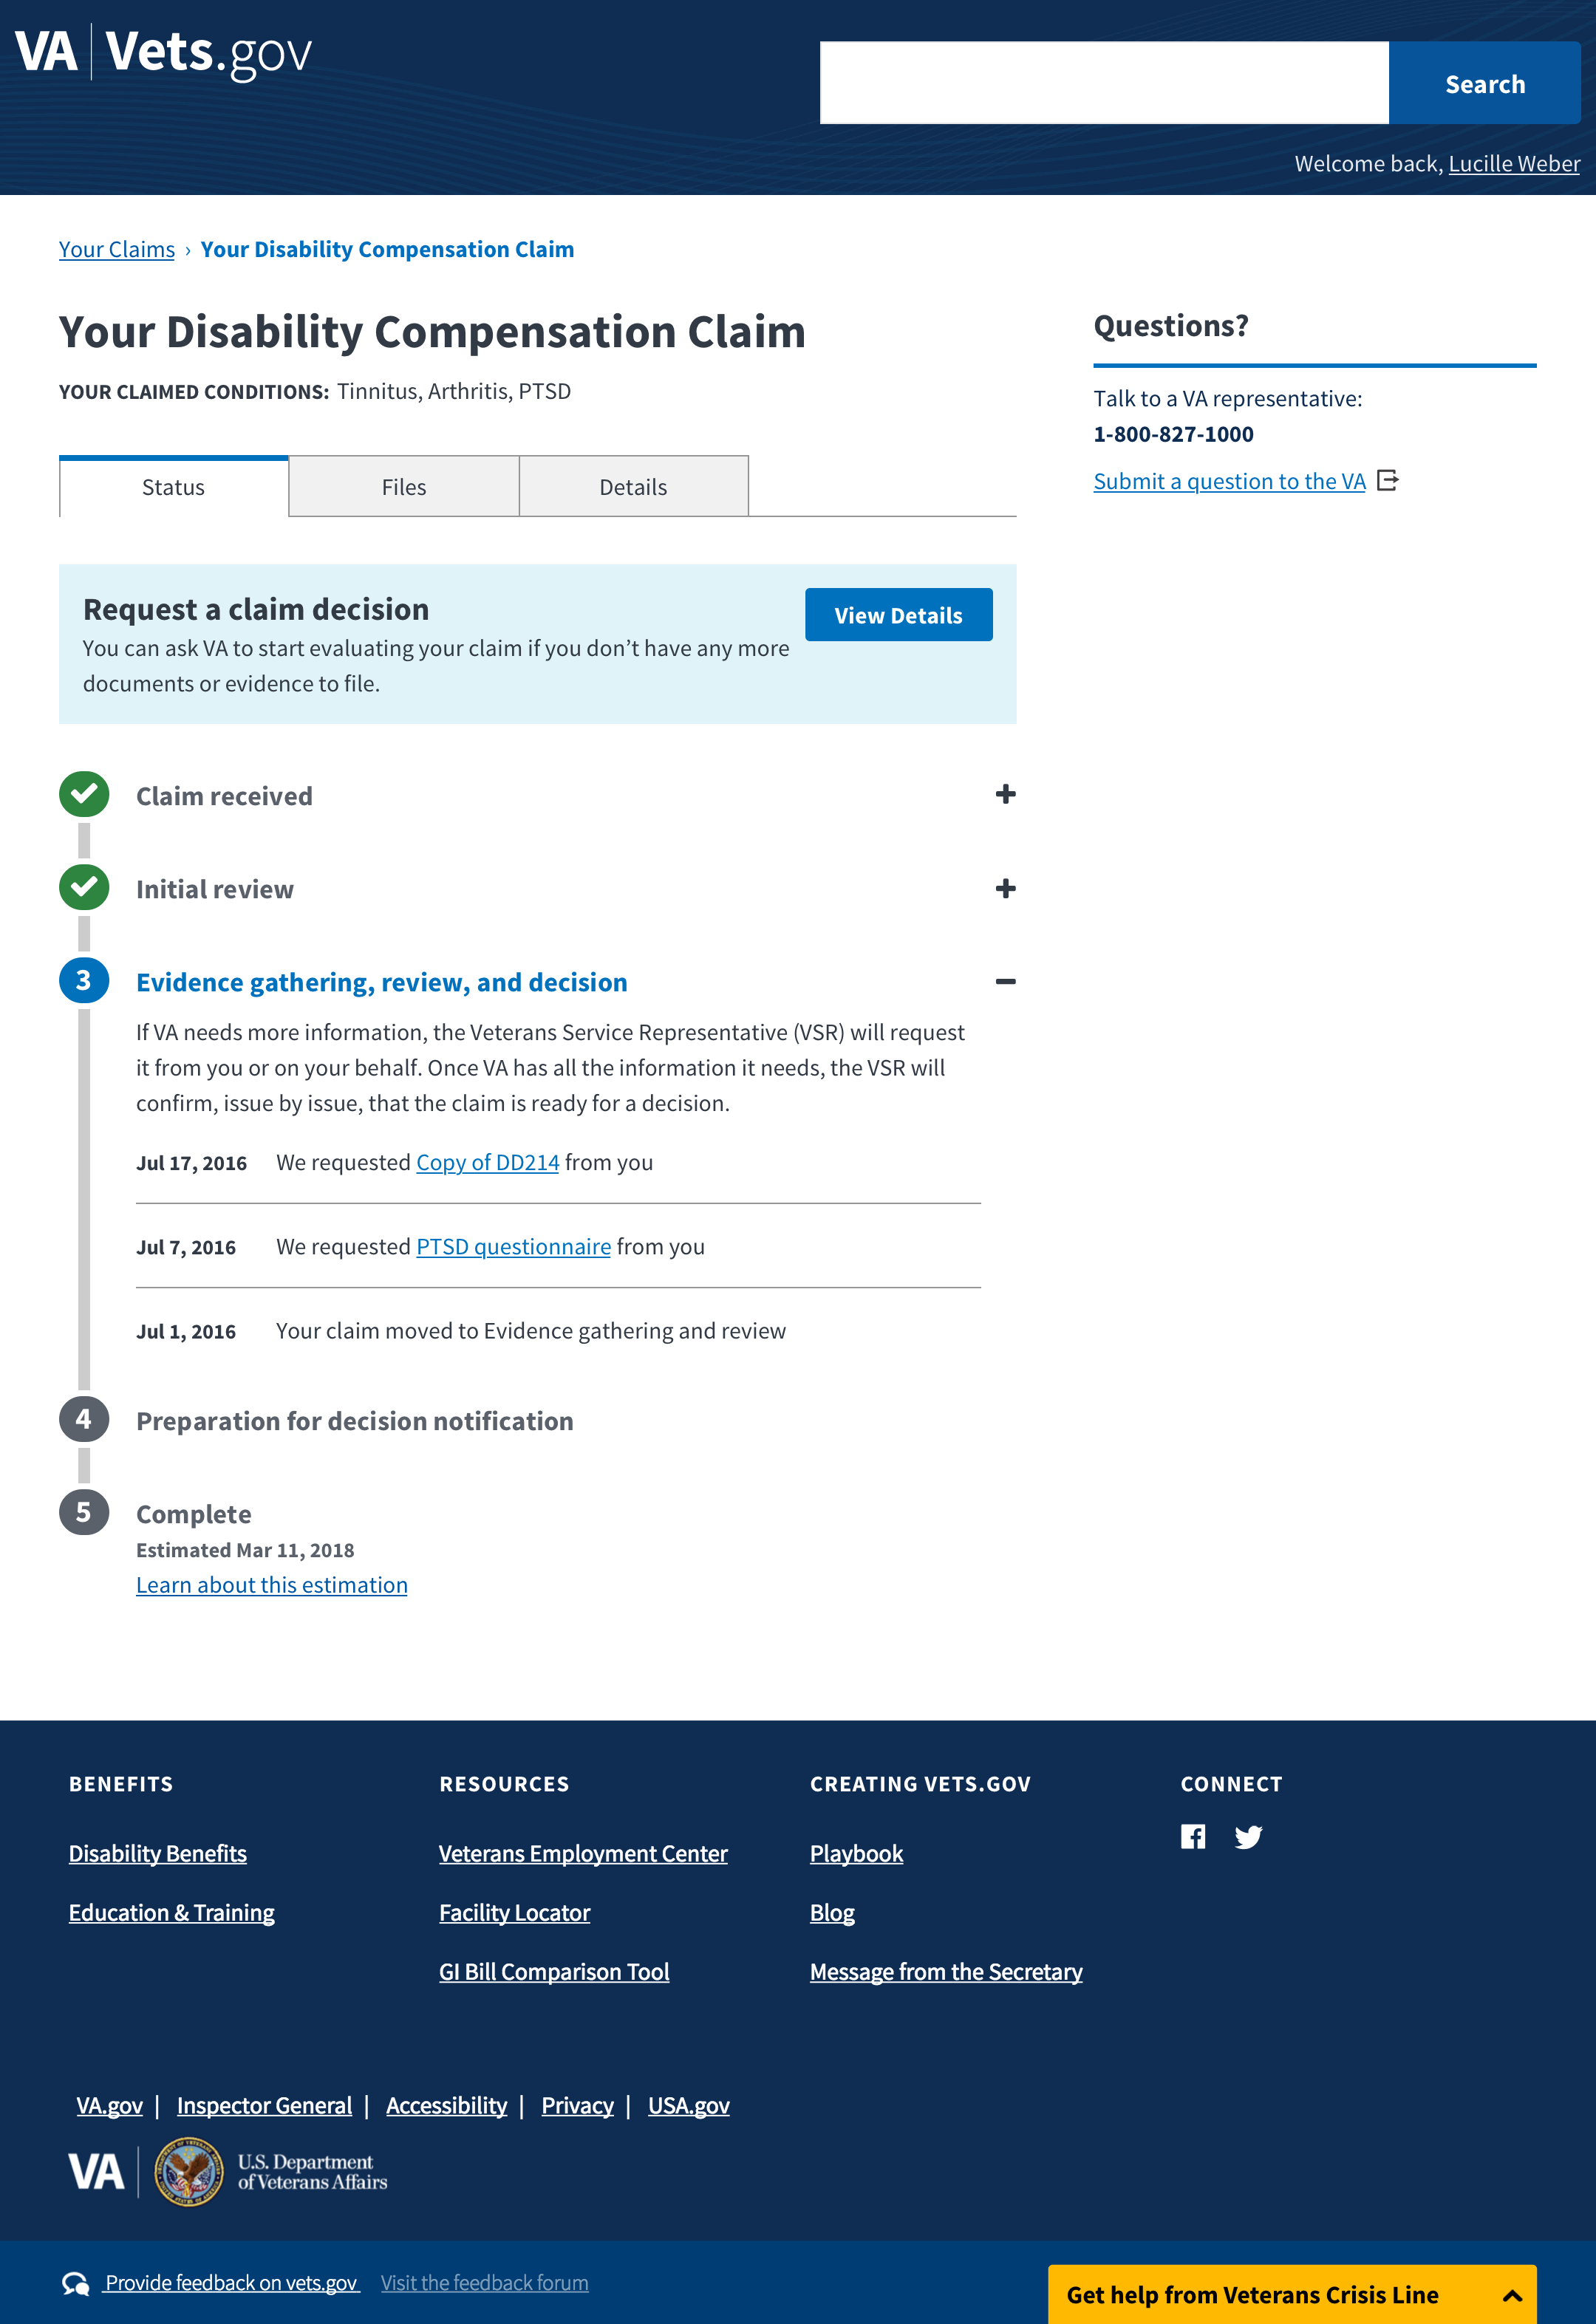 VA | Vets.gov
Search
Welcome back, Lucille Weber
Your Claims › Your Disability Compensation Claim
Your Disability Compensation Claim
YOUR CLAIMED CONDITIONS: Tinnitus, Arthritis, PTSD
Status
Files
Details
Questions?
Talk to a VA representative:
1-800-827-1000
Submit a question to the VA
Request a claim decision
View Details
You can ask VA to start evaluating your claim if you don’t have any more
documents or evidence to file.
Claim received
Initial review
3 Evidence gathering, review, and decision
If VA needs more information, the Veterans Service Representative (VSR) will request
it from you or on your behalf. Once VA has all the information it needs, the VSR will
confirm, issue by issue, that the claim is ready for a decision.
Jul 17, 2016 We requested Copy of DD214 from you
Jul 7, 2016 We requested PTSD questionnaire from you
Jul 1, 2016 Your claim moved to Evidence gathering and review
4 Preparation for decision notification
5 Complete
Estimated Mar 11, 2018
Learn about this estimation
BENEFITS
Disability Benefits
Education & Training
RESOURCES
Veterans Employment Center
Facility Locator
GI Bill Comparison Tool
CREATING VETS.GOV
Playbook
Blog
Message from the Secretary
CONNECT
VA.gov | Inspector General | Accessibility | Privacy | USA.gov
VA
U.S. Department
of Veterans Affairs
Provide feedback on vets.gov Visit the feedback forum
Get help from Veterans Crisis Line